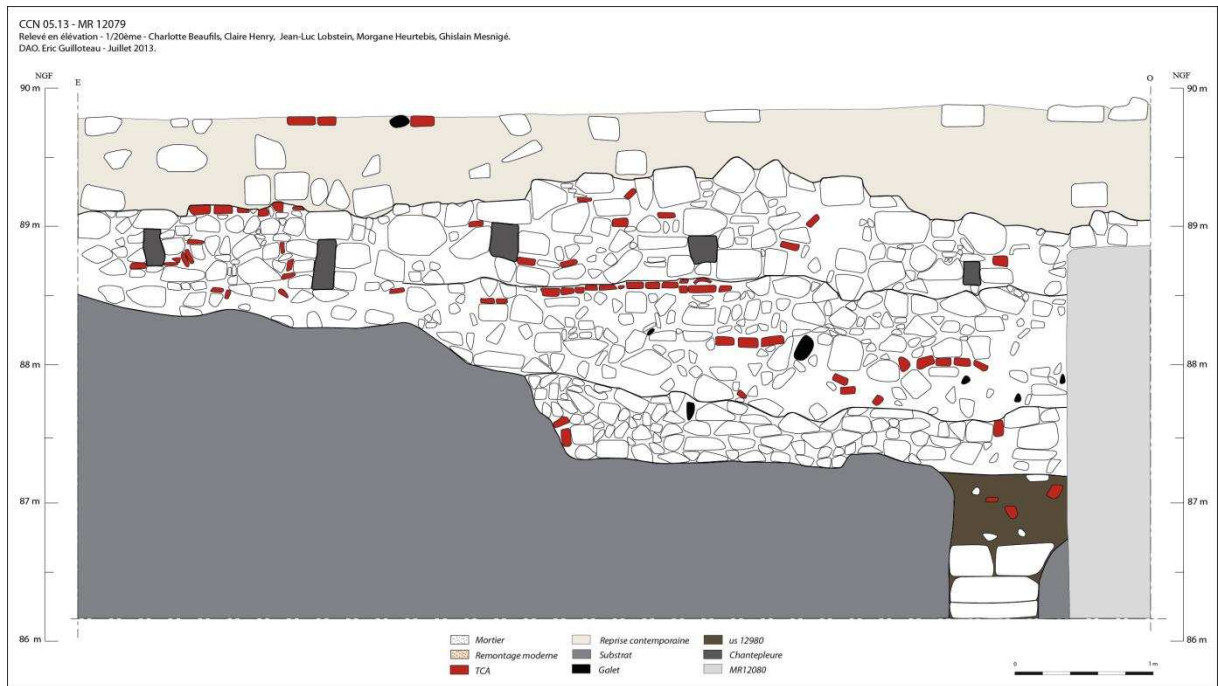 CCN 05.13 - MR 12079
Relevé en élévation - 1/20ème - Charlotte Beaufils, Claire Henry, Jean-Luc Lobstein, Morgane Heurtebis, Ghislain Mesnigé.
DAO. Eric Guilloteau - Juillet 2013.
NGF E O NGF
90 m 90 m
89 m 89 m
88 m 88 m
87 m 87 m
86 m 86 m
Mortier Reprise contemporaine us 12980
Remontage moderne Substrat Chantepleure
TCA Galet MR12080
0 1m